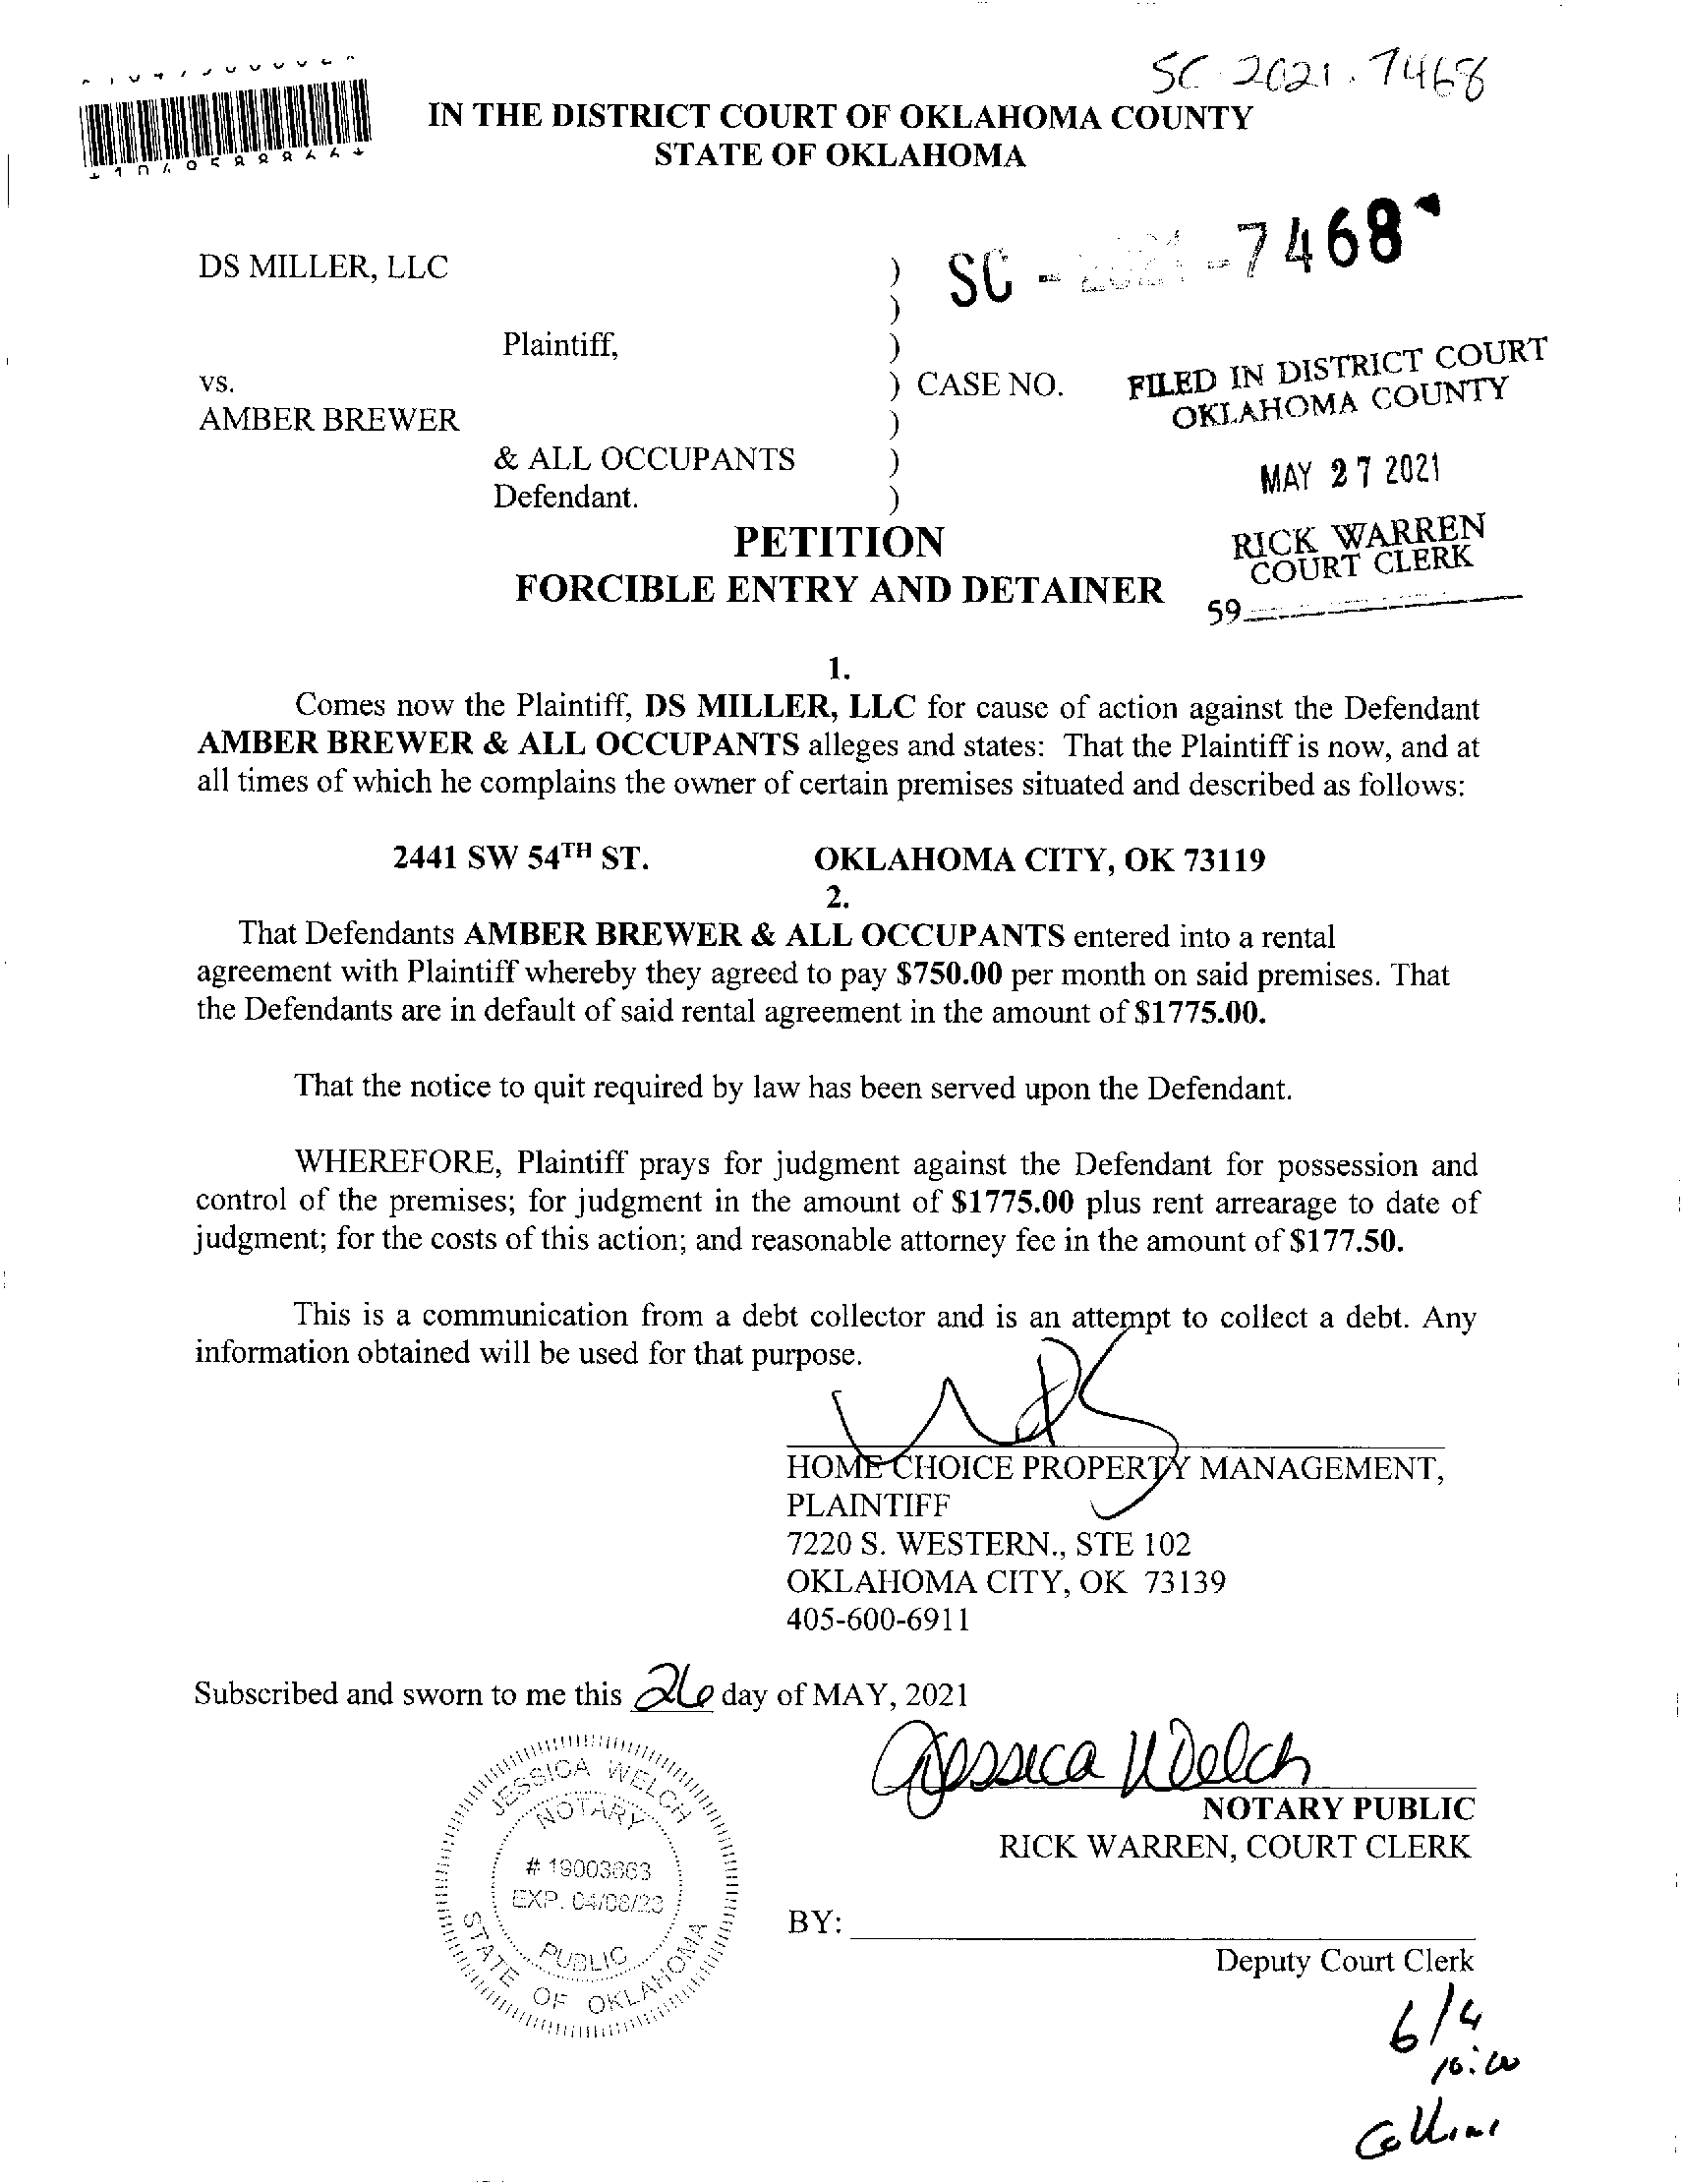 SC 2021.7468
IN THE DISTRICT COURT OF OKLAHOMA COUNTY
STATE OF OKLAHOMA
DS MILLER, LLC )
SC - 2021 -7468
)
Plaintiff, )
vs. ) CASE NO.
FILED IN DISTRICT COURT
OKLAHOMA COUNTY
AMBER BREWER )
& ALL OCCUPANTS )
MAY 27 2021
Defendant. )
PETITION
RICK WARREN
COURT CLERK
FORCIBLE ENTRY AND DETAINER
59
1.
Comes now the Plaintiff, DS MILLER, LLC for cause of action against the Defendant
AMBER BREWER & ALL OCCUPANTS alleges and states: That the Plaintiff is now, and at
all times of which he complains the owner of certain premises situated and described as follows:
2441 SW 54TH ST. OKLAHOMA CITY, OK 73119
2.
That Defendants AMBER BREWER & ALL OCCUPANTS entered into a rental
agreement with Plaintiff whereby they agreed to pay $750.00 per month on said premises. That
the Defendants are in default of said rental agreement in the amount of $1775.00.
That the notice to quit required by law has been served upon the Defendant.
WHEREFORE, Plaintiff prays for judgment against the Defendant for possession and
control of the premises; for judgment in the amount of $1775.00 plus rent arrearage to date of
judgment; for the costs of this action; and reasonable attorney fee in the amount of $177.50.
This is a communication from a debt collector and is an attempt to collect a debt. Any
information obtained will be used for that purpose.
HOME CHOICE PROPERTY MANAGEMENT,
PLAINTIFF
7220 S. WESTERN., STE 102
OKLAHOMA CITY, OK 73139
405-600-6911
Subscribed and sworn to me this 26 day of MAY, 2021
Jessica Welch
NOTARY PUBLIC
RICK WARREN, COURT CLERK
JESSICA WELCH
NOTARY
# 19003663
EXP. 04/08/23
PUBLIC
STATE OF OKLAHOMA
BY:
Deputy Court Clerk
6/4
10:00
Collins